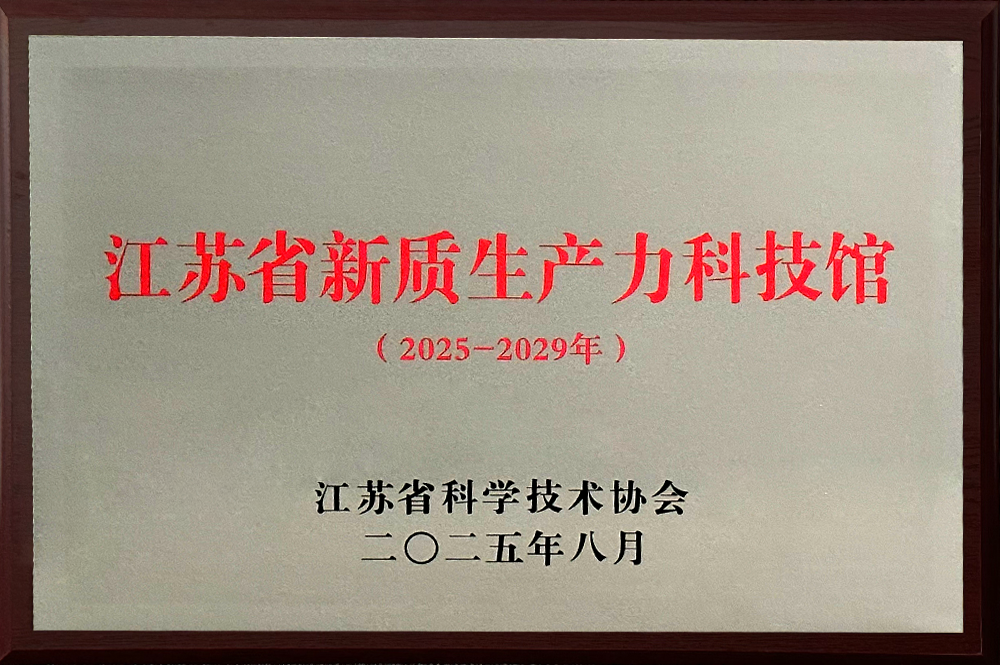 江苏省新质生产力科技馆
（2025-2029年）
江苏省科学技术协会
二〇二五年八月